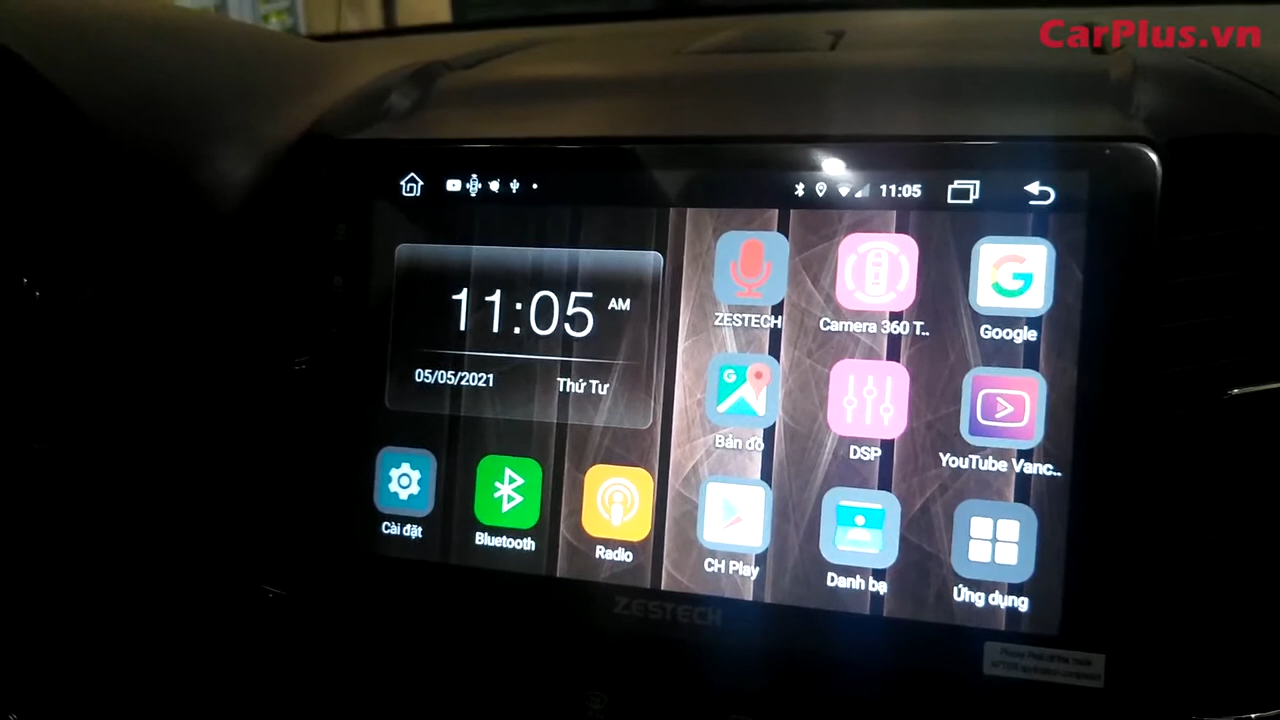 CarPlus.vn
11:05
11:05 AM
05/05/2021 Thứ Tư
ZESTECH
Camera 360 T..
Google
Bản đồ
DSP
YouTube Vanc..
Cài đặt
Bluetooth
Radio
CH Play
Danh bạ
Ứng dụng
ZESTECH